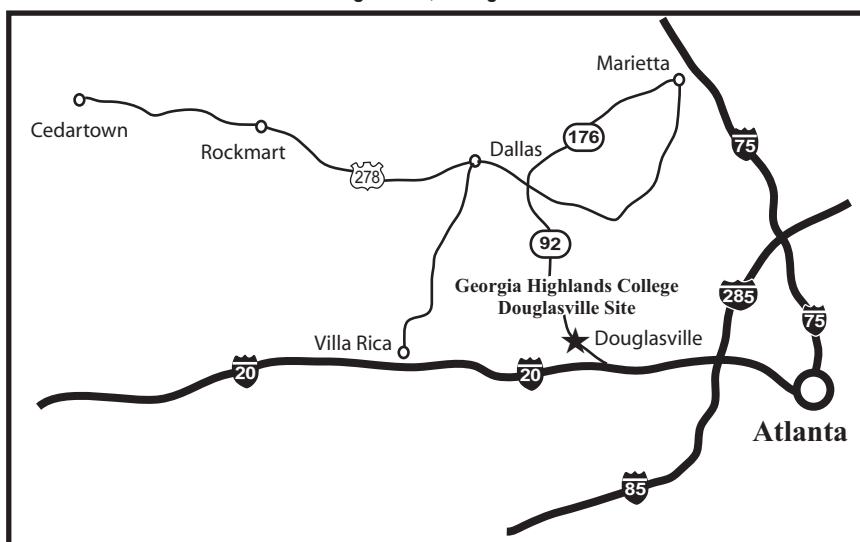 Marietta
Cedartown
Rockmart
Dallas
176
75
278
92
Georgia Highlands College
Douglasville Site
285
75
Villa Rica
Douglasville
20
20
Atlanta
85